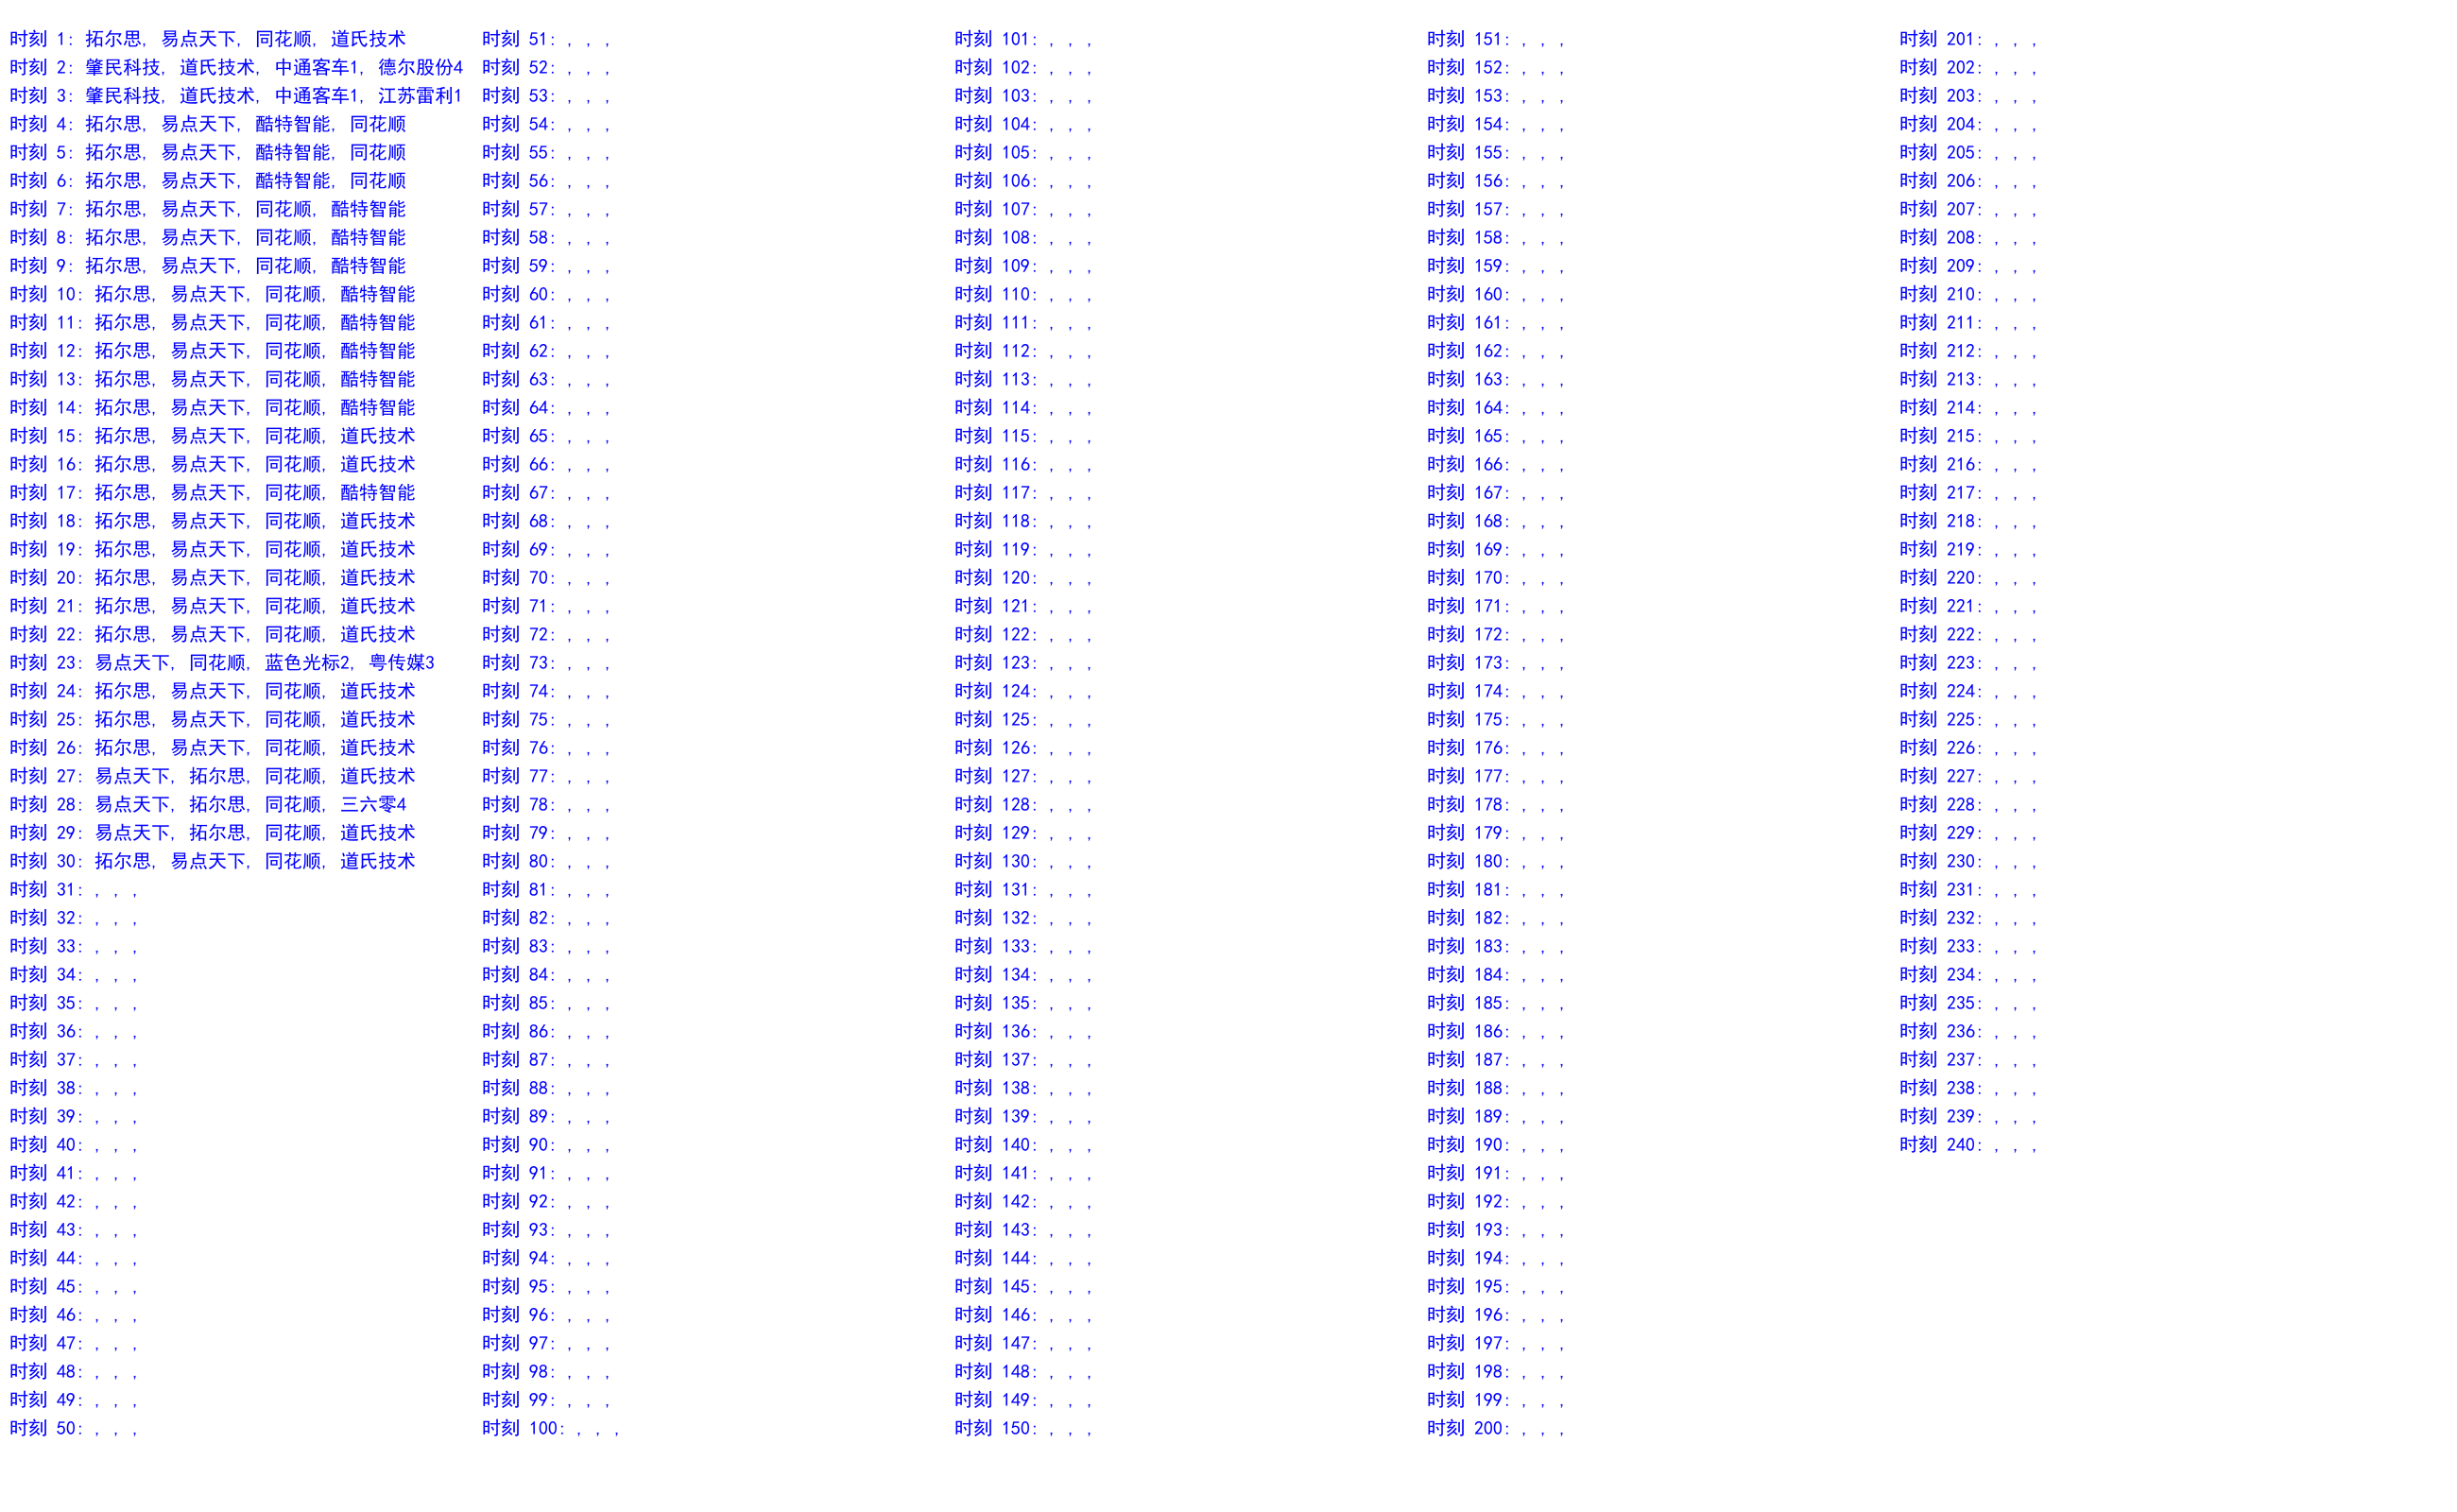 时刻 1: 拓尔思, 易点天下, 同花顺, 道氏技术
时刻 2: 肇民科技, 道氏技术, 中通客车1, 德尔股份4
时刻 3: 肇民科技, 道氏技术, 中通客车1, 江苏雷利1
时刻 4: 拓尔思, 易点天下, 酷特智能, 同花顺
时刻 5: 拓尔思, 易点天下, 酷特智能, 同花顺
时刻 6: 拓尔思, 易点天下, 酷特智能, 同花顺
时刻 7: 拓尔思, 易点天下, 同花顺, 酷特智能
时刻 8: 拓尔思, 易点天下, 同花顺, 酷特智能
时刻 9: 拓尔思, 易点天下, 同花顺, 酷特智能
时刻 10: 拓尔思, 易点天下, 同花顺, 酷特智能
时刻 11: 拓尔思, 易点天下, 同花顺, 酷特智能
时刻 12: 拓尔思, 易点天下, 同花顺, 酷特智能
时刻 13: 拓尔思, 易点天下, 同花顺, 酷特智能
时刻 14: 拓尔思, 易点天下, 同花顺, 酷特智能
时刻 15: 拓尔思, 易点天下, 同花顺, 道氏技术
时刻 16: 拓尔思, 易点天下, 同花顺, 道氏技术
时刻 17: 拓尔思, 易点天下, 同花顺, 酷特智能
时刻 18: 拓尔思, 易点天下, 同花顺, 道氏技术
时刻 19: 拓尔思, 易点天下, 同花顺, 道氏技术
时刻 20: 拓尔思, 易点天下, 同花顺, 道氏技术
时刻 21: 拓尔思, 易点天下, 同花顺, 道氏技术
时刻 22: 拓尔思, 易点天下, 同花顺, 道氏技术
时刻 23: 易点天下, 同花顺, 蓝色光标2, 粤传媒3
时刻 24: 拓尔思, 易点天下, 同花顺, 道氏技术
时刻 25: 拓尔思, 易点天下, 同花顺, 道氏技术
时刻 26: 拓尔思, 易点天下, 同花顺, 道氏技术
时刻 27: 易点天下, 拓尔思, 同花顺, 道氏技术
时刻 28: 易点天下, 拓尔思, 同花顺, 三六零4
时刻 29: 易点天下, 拓尔思, 同花顺, 道氏技术
时刻 30: 拓尔思, 易点天下, 同花顺, 道氏技术
时刻 31: , , ,
时刻 32: , , ,
时刻 33: , , ,
时刻 34: , , ,
时刻 35: , , ,
时刻 36: , , ,
时刻 37: , , ,
时刻 38: , , ,
时刻 39: , , ,
时刻 40: , , ,
时刻 41: , , ,
时刻 42: , , ,
时刻 43: , , ,
时刻 44: , , ,
时刻 45: , , ,
时刻 46: , , ,
时刻 47: , , ,
时刻 48: , , ,
时刻 49: , , ,
时刻 50: , , ,
时刻 51: , , ,
时刻 52: , , ,
时刻 53: , , ,
时刻 54: , , ,
时刻 55: , , ,
时刻 56: , , ,
时刻 57: , , ,
时刻 58: , , ,
时刻 59: , , ,
时刻 60: , , ,
时刻 61: , , ,
时刻 62: , , ,
时刻 63: , , ,
时刻 64: , , ,
时刻 65: , , ,
时刻 66: , , ,
时刻 67: , , ,
时刻 68: , , ,
时刻 69: , , ,
时刻 70: , , ,
时刻 71: , , ,
时刻 72: , , ,
时刻 73: , , ,
时刻 74: , , ,
时刻 75: , , ,
时刻 76: , , ,
时刻 77: , , ,
时刻 78: , , ,
时刻 79: , , ,
时刻 80: , , ,
时刻 81: , , ,
时刻 82: , , ,
时刻 83: , , ,
时刻 84: , , ,
时刻 85: , , ,
时刻 86: , , ,
时刻 87: , , ,
时刻 88: , , ,
时刻 89: , , ,
时刻 90: , , ,
时刻 91: , , ,
时刻 92: , , ,
时刻 93: , , ,
时刻 94: , , ,
时刻 95: , , ,
时刻 96: , , ,
时刻 97: , , ,
时刻 98: , , ,
时刻 99: , , ,
时刻 100: , , ,
时刻 101: , , ,
时刻 102: , , ,
时刻 103: , , ,
时刻 104: , , ,
时刻 105: , , ,
时刻 106: , , ,
时刻 107: , , ,
时刻 108: , , ,
时刻 109: , , ,
时刻 110: , , ,
时刻 111: , , ,
时刻 112: , , ,
时刻 113: , , ,
时刻 114: , , ,
时刻 115: , , ,
时刻 116: , , ,
时刻 117: , , ,
时刻 118: , , ,
时刻 119: , , ,
时刻 120: , , ,
时刻 121: , , ,
时刻 122: , , ,
时刻 123: , , ,
时刻 124: , , ,
时刻 125: , , ,
时刻 126: , , ,
时刻 127: , , ,
时刻 128: , , ,
时刻 129: , , ,
时刻 130: , , ,
时刻 131: , , ,
时刻 132: , , ,
时刻 133: , , ,
时刻 134: , , ,
时刻 135: , , ,
时刻 136: , , ,
时刻 137: , , ,
时刻 138: , , ,
时刻 139: , , ,
时刻 140: , , ,
时刻 141: , , ,
时刻 142: , , ,
时刻 143: , , ,
时刻 144: , , ,
时刻 145: , , ,
时刻 146: , , ,
时刻 147: , , ,
时刻 148: , , ,
时刻 149: , , ,
时刻 150: , , ,
时刻 151: , , ,
时刻 152: , , ,
时刻 153: , , ,
时刻 154: , , ,
时刻 155: , , ,
时刻 156: , , ,
时刻 157: , , ,
时刻 158: , , ,
时刻 159: , , ,
时刻 160: , , ,
时刻 161: , , ,
时刻 162: , , ,
时刻 163: , , ,
时刻 164: , , ,
时刻 165: , , ,
时刻 166: , , ,
时刻 167: , , ,
时刻 168: , , ,
时刻 169: , , ,
时刻 170: , , ,
时刻 171: , , ,
时刻 172: , , ,
时刻 173: , , ,
时刻 174: , , ,
时刻 175: , , ,
时刻 176: , , ,
时刻 177: , , ,
时刻 178: , , ,
时刻 179: , , ,
时刻 180: , , ,
时刻 181: , , ,
时刻 182: , , ,
时刻 183: , , ,
时刻 184: , , ,
时刻 185: , , ,
时刻 186: , , ,
时刻 187: , , ,
时刻 188: , , ,
时刻 189: , , ,
时刻 190: , , ,
时刻 191: , , ,
时刻 192: , , ,
时刻 193: , , ,
时刻 194: , , ,
时刻 195: , , ,
时刻 196: , , ,
时刻 197: , , ,
时刻 198: , , ,
时刻 199: , , ,
时刻 200: , , ,
时刻 201: , , ,
时刻 202: , , ,
时刻 203: , , ,
时刻 204: , , ,
时刻 205: , , ,
时刻 206: , , ,
时刻 207: , , ,
时刻 208: , , ,
时刻 209: , , ,
时刻 210: , , ,
时刻 211: , , ,
时刻 212: , , ,
时刻 213: , , ,
时刻 214: , , ,
时刻 215: , , ,
时刻 216: , , ,
时刻 217: , , ,
时刻 218: , , ,
时刻 219: , , ,
时刻 220: , , ,
时刻 221: , , ,
时刻 222: , , ,
时刻 223: , , ,
时刻 224: , , ,
时刻 225: , , ,
时刻 226: , , ,
时刻 227: , , ,
时刻 228: , , ,
时刻 229: , , ,
时刻 230: , , ,
时刻 231: , , ,
时刻 232: , , ,
时刻 233: , , ,
时刻 234: , , ,
时刻 235: , , ,
时刻 236: , , ,
时刻 237: , , ,
时刻 238: , , ,
时刻 239: , , ,
时刻 240: , , ,